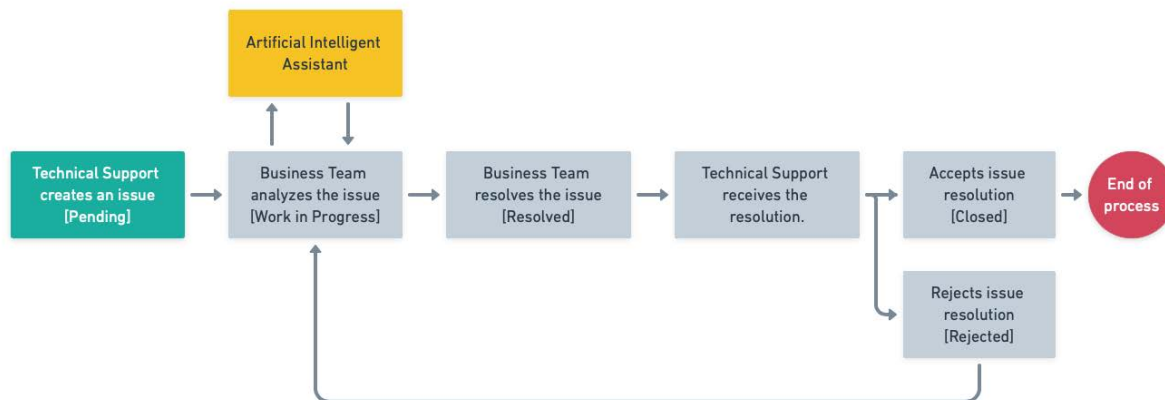 Artificial Intelligent
Assistant
Technical Support
creates an issue
[Pending]
Business Team
analyzes the issue
[Work in Progress]
Business Team
resolves the issue
[Resolved]
Technical Support
receives the
resolution.
Accepts issue
resolution
[Closed]
End of
process
Rejects issue
resolution
[Rejected]